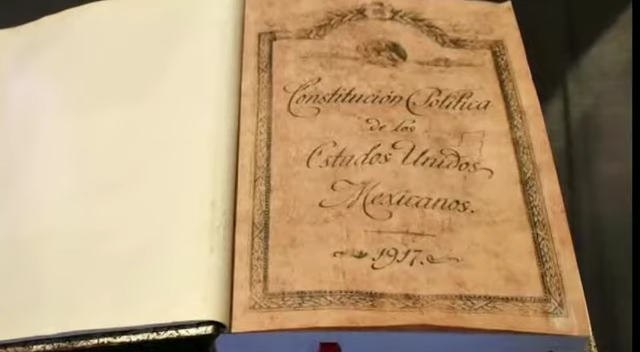 Constitución Política
de los
Estados Unidos
Mexicanos.
1917.